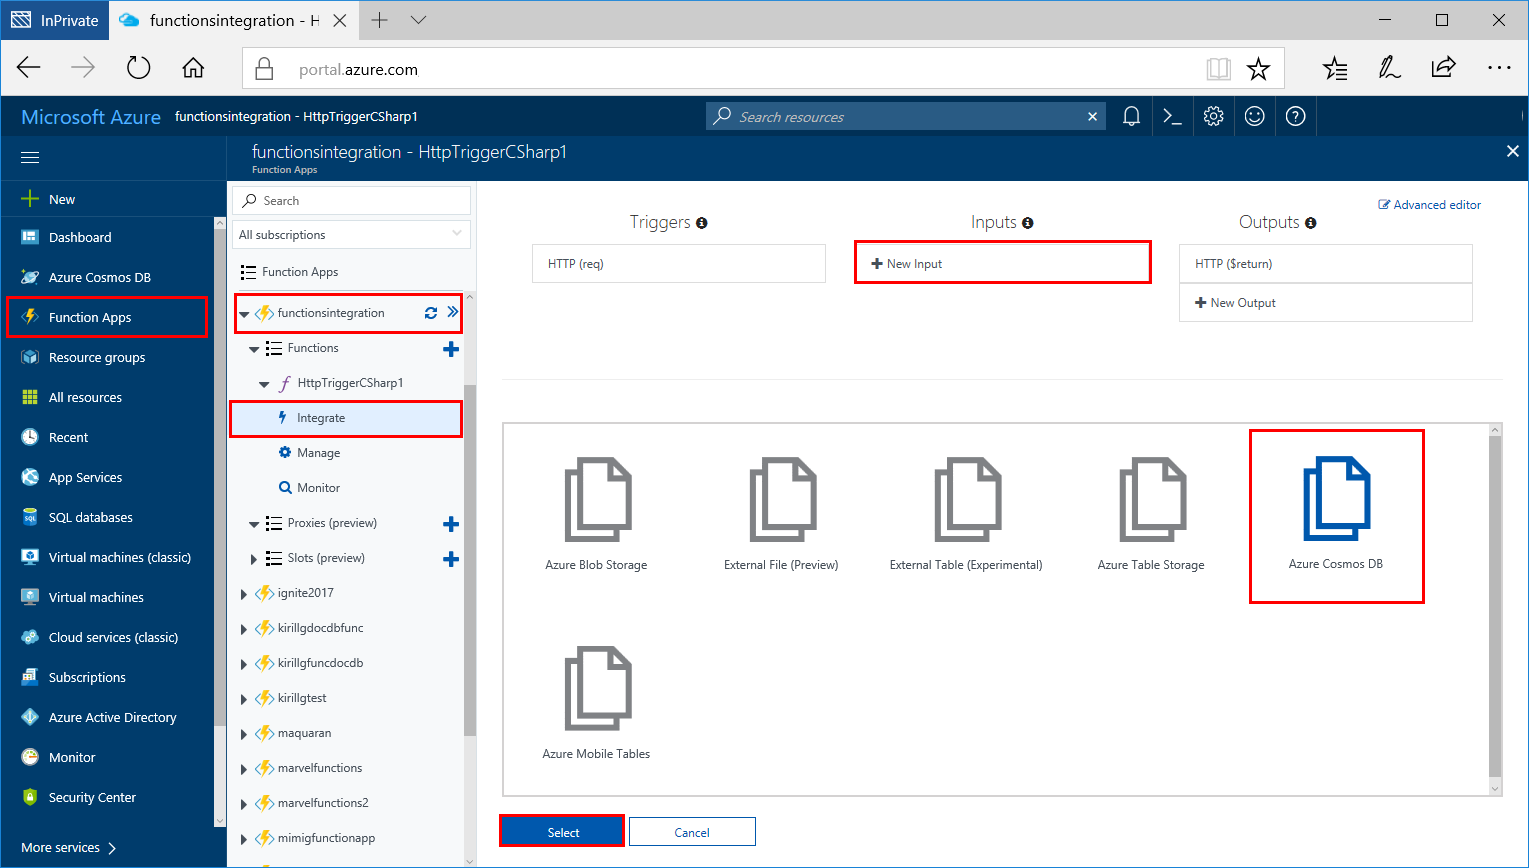 InPrivate
functionsintegration - H
portal.azure.com
Microsoft Azure
functionsintegration - HttpTriggerCSharp1
Search resources
functionsintegration - HttpTriggerCSharp1
Function Apps
New
Dashboard
Azure Cosmos DB
Function Apps
Resource groups
All resources
Recent
App Services
SQL databases
Virtual machines (classic)
Virtual machines
Cloud services (classic)
Subscriptions
Azure Active Directory
Monitor
Security Center
More services
Search
All subscriptions
Function Apps
functionsintegration
Functions
HttpTriggerCSharp1
Integrate
Manage
Monitor
Proxies (preview)
Slots (preview)
ignite2017
kirillgdocdbfunc
kirillgfuncdocdb
kirillgtest
maquaran
marvelfunctions
marvelfunctions2
mimigfunctionapp
Advanced editor
Triggers
HTTP (req)
Inputs
New Input
Outputs
HTTP ($return)
New Output
Azure Blob Storage
External File (Preview)
External Table (Experimental)
Azure Table Storage
Azure Cosmos DB
Azure Mobile Tables
Select
Cancel